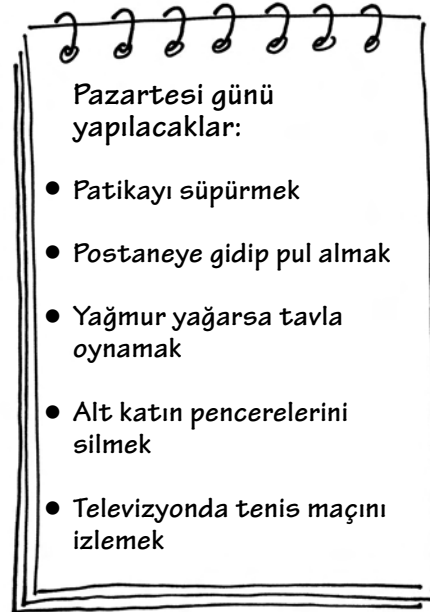 Pazartesi günü
yapılacaklar:
• Patikayı süpürmek
• Postaneye gidip pul almak
• Yağmur yağarsa tavla
oynamak
• Alt katın pencerelerini
silmek
• Televizyonda tenis maçını
izlemek